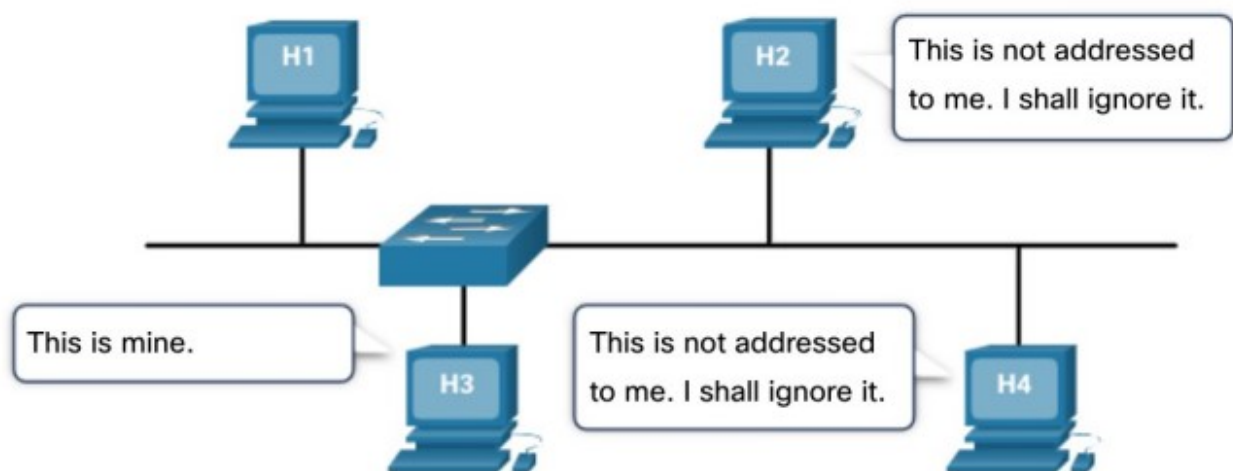 H1
H2
This is not addressed
to me. I shall ignore it.
This is mine.
H3
This is not addressed
to me. I shall ignore it.
H4